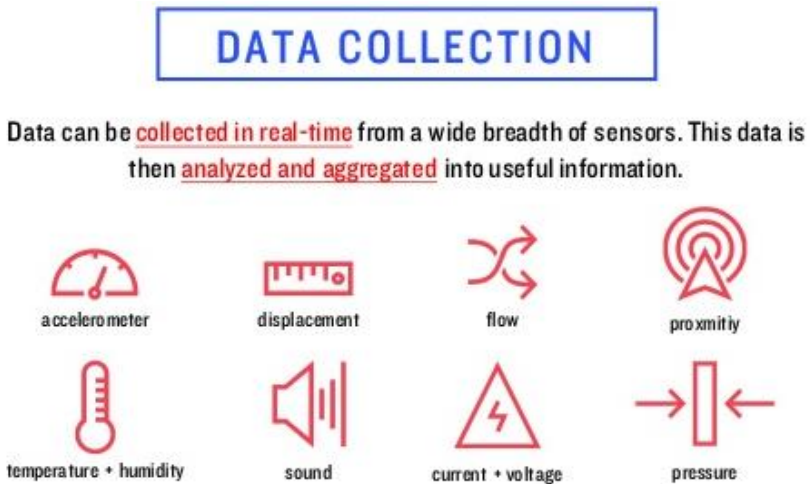 DATA COLLECTION
Data can be collected in real-time from a wide breadth of sensors. This data is
then analyzed and aggregated into useful information.
accelerometer displacement flow proxmitiy
temperature + humidity sound current + voltage pressure